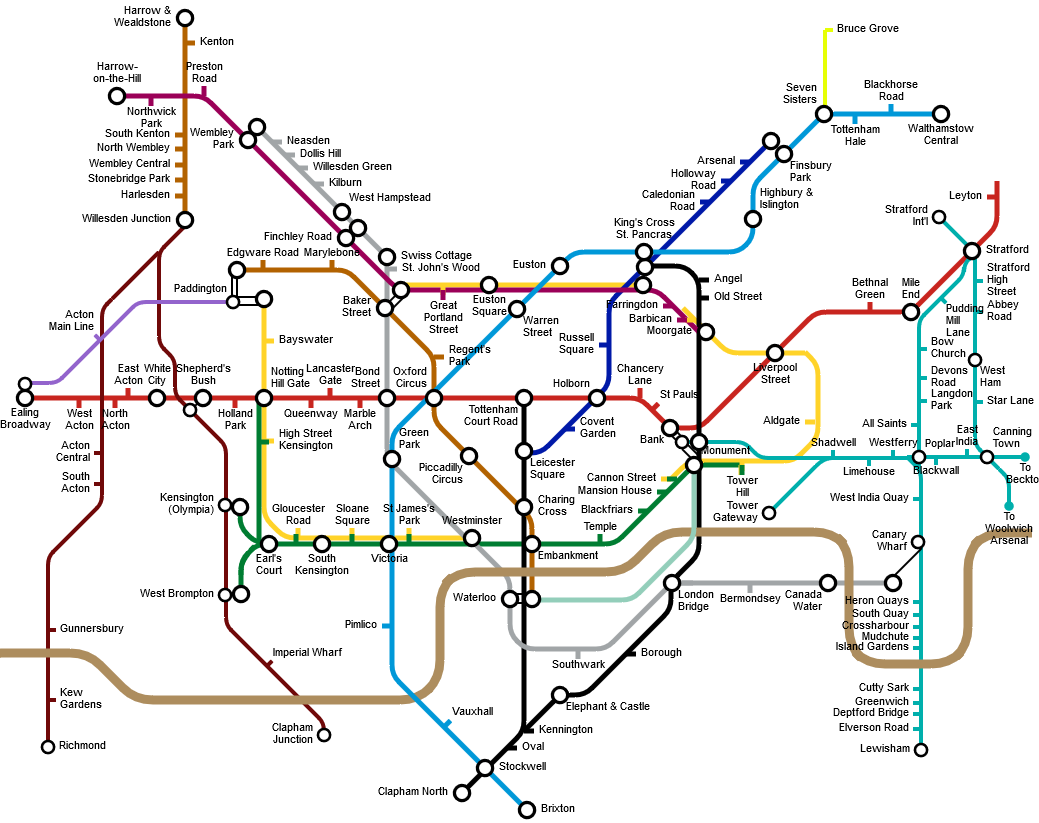 Harrow &
Wealdstone
Kenton
Bruce Grove
Harrow-
on-the-Hill
Preston
Road
Northwick
Park
South Kenton
North Wembley
Wembley Central
Stonebridge Park
Harlesden
Willesden Junction
Wembley
Park
Neasden
Dollis Hill
Willesden Green
Kilburn
West Hampstead
Finchley Road
Swiss Cottage
St. John's Wood
Seven
Sisters
Blackhorse
Road
Tottenham
Hale
Walthamstow
Central
Finsbury
Park
Arsenal
Holloway
Road
Caledonian
Road
Highbury &
Islington
King's Cross
St. Pancras
Leyton
Stratford
Int'l
Stratford
Stratford
High
Street
Abbey
Road
Edgware Road
Marylebone
Paddington
Baker
Street
Great
Portland
Street
Euston
Euston
Square
Warren
Street
Angel
Old Street
Farringdon
Barbican
Moorgate
Bethnal
Green
Mile
End
Pudding
Mill
Lane
Acton
Main Line
Bayswater
Regent's
Park
Russell
Square
Liverpool
Street
Bow
Church
Devons
Road
Langdon
Park
West
Ham
Star Lane
Ealing
Broadway
West
Acton
North
Acton
East
Acton
White
City
Shepherd's
Bush
Holland
Park
Notting
Hill Gate
Queenway
Lancaster
Gate
Marble
Arch
Bond
Street
Oxford
Circus
Tottenham
Court Road
Holborn
Chancery
Lane
St Pauls
Bank
Monument
Aldgate
All Saints
Shadwell
Limehouse
Westferry
Poplar
Blackwall
East
India
Canning
Town
To
Beckto
Acton
Central
South
Acton
High Street
Kensington
Green
Park
Piccadilly
Circus
Leicester
Square
Covent
Garden
Cannon Street
Mansion House
Blackfriars
Temple
Tower
Hill
Tower
Gateway
West India Quay
To
Woolwich
Arsenal
Kensington
(Olympia)
Gloucester
Road
Sloane
Square
St James's
Park
Westminster
Charing
Cross
Embankment
Earl's
Court
South
Kensington
Victoria
West Brompton
Waterloo
London
Bridge
Bermondsey
Canada
Water
Canary
Wharf
Heron Quays
South Quay
Crossharbour
Mudchute
Island Gardens
Gunnersbury
Imperial Wharf
Pimlico
Southwark
Borough
Kew
Gardens
Richmond
Clapham
Junction
Vauxhall
Elephant & Castle
Kennington
Oval
Stockwell
Clapham North
Brixton
Cutty Sark
Greenwich
Deptford Bridge
Elverson Road
Lewisham